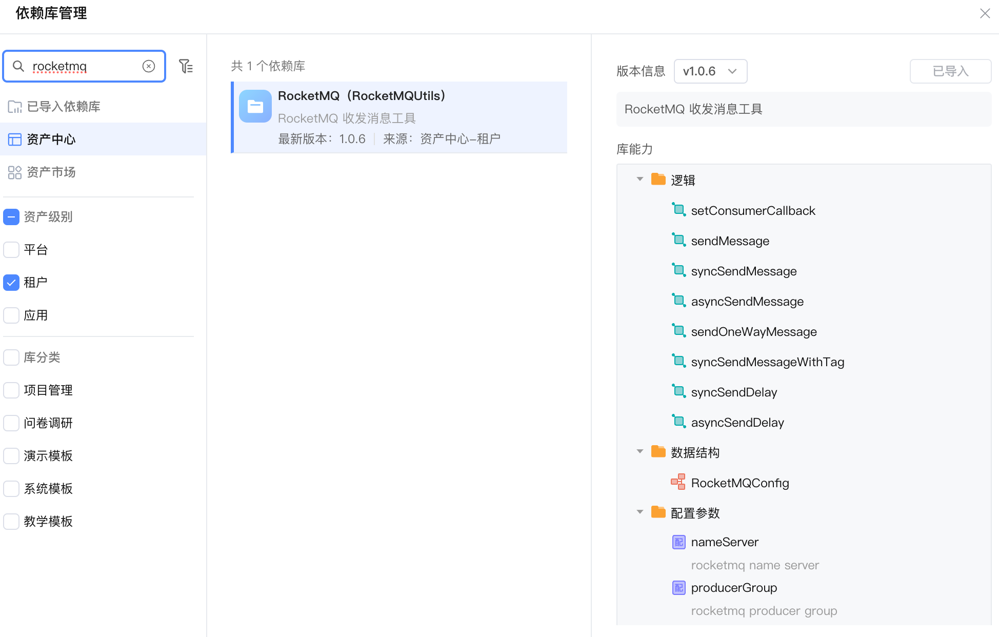 依赖库管理
rocketmq
已导入依赖库
资产中心
资产市场
资产级别
平台
租户
应用
库分类
项目管理
问卷调研
演示模板
系统模板
教学模板
共 1 个依赖库
RocketMQ（RocketMQUtils）
RocketMQ 收发消息工具
最新版本：1.0.6 来源：资产中心-租户
版本信息 v1.0.6 已导入
RocketMQ 收发消息工具
库能力
逻辑
setConsumerCallback
sendMessage
syncSendMessage
asyncSendMessage
sendOneWayMessage
syncSendMessageWithTag
syncSendDelay
asyncSendDelay
数据结构
RocketMQConfig
配置参数
配 nameServer
rocketmq name server
配 producerGroup
rocketmq producer group